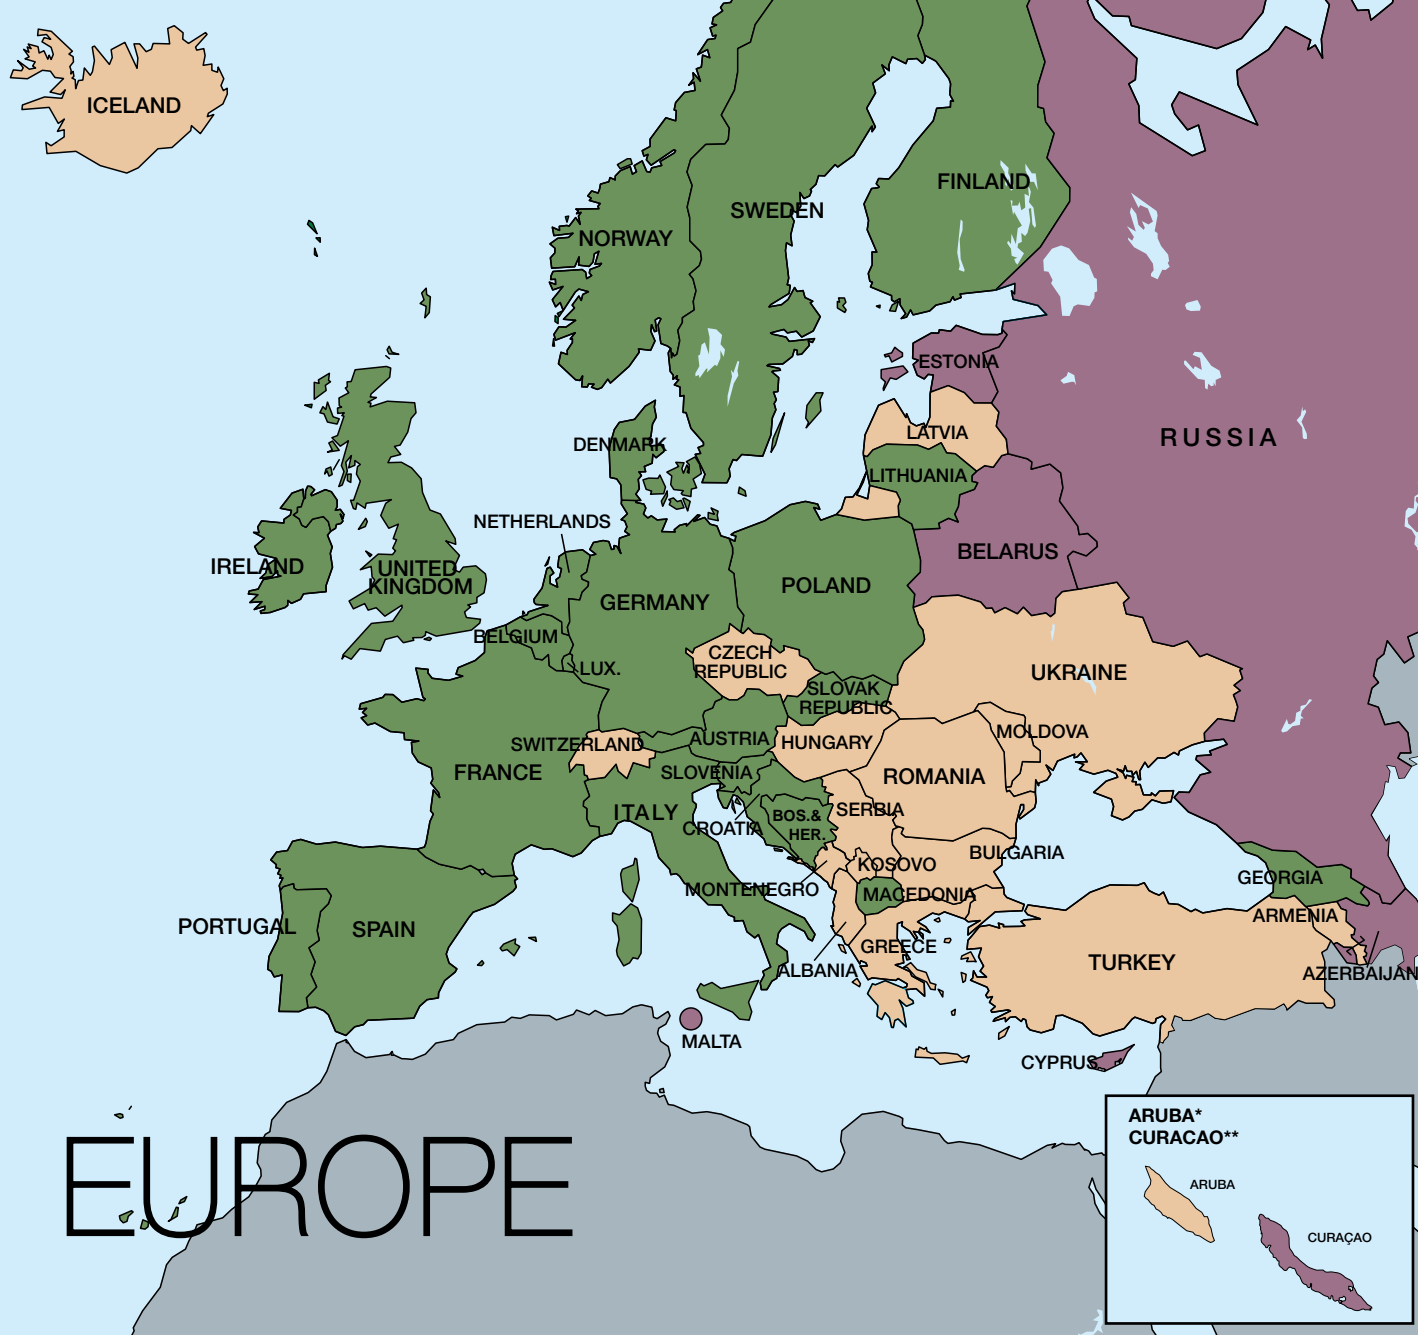 ICELAND
FINLAND
SWEDEN
NORWAY
ESTONIA
RUSSIA
LATVIA
DENMARK
LITHUANIA
NETHERLANDS
BELARUS
IRELAND
UNITED
KINGDOM
POLAND
GERMANY
BELGIUM
CZECH
REPUBLIC
LUX.
UKRAINE
SLOVAK
REPUBLIC
MOLDOVA
AUSTRIA
HUNGARY
SWITZERLAND
FRANCE
SLOVENIA
ROMANIA
ITALY
SERBIA
BOS.&
HER.
CROATIA
BULGARIA
KOSOVO
GEORGIA
MONTENEGRO
MACEDONIA
ARMENIA
PORTUGAL
SPAIN
GREECE
TURKEY
ALBANIA
AZERBAIJAN
MALTA
CYPRUS
ARUBA*
CURACAO**
ARUBA
CURAÇAO
EUROPE